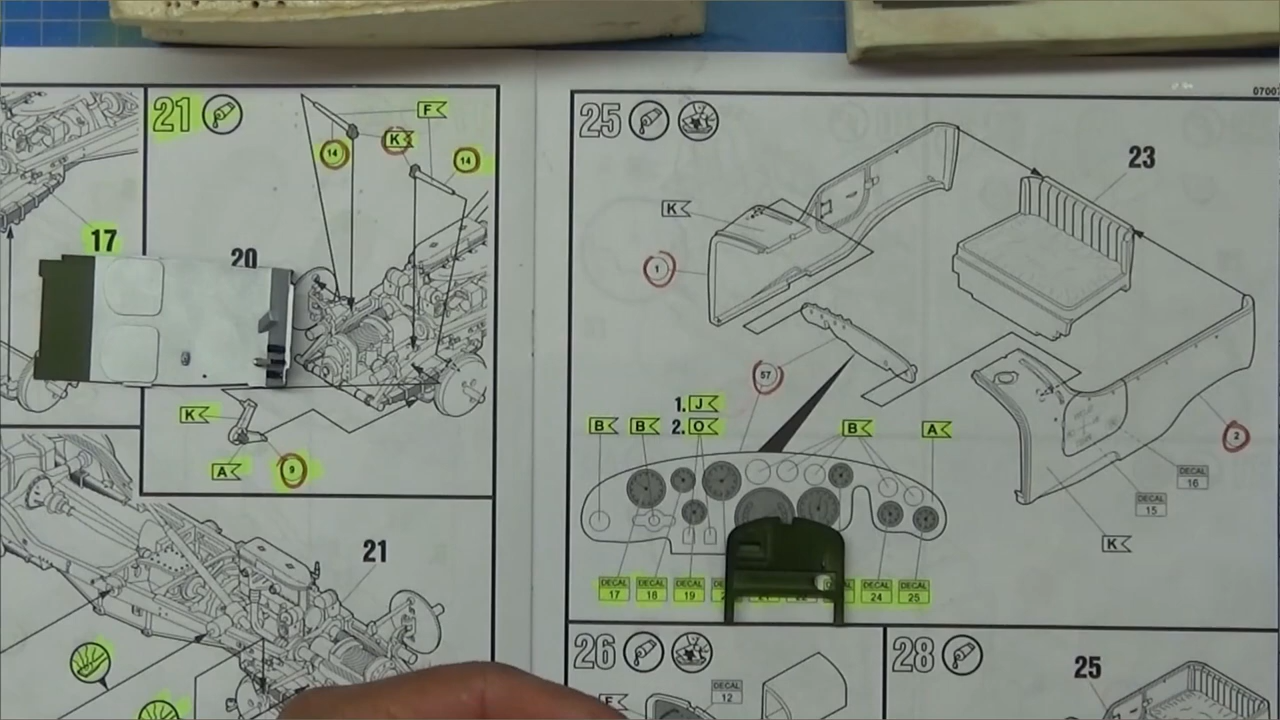 21
F
K
14
14
17
20
K
A
9
21
07007
25
23
K
1
57
1. J
2. O
B
B
B
A
2
DECAL
16
DECAL
15
K
DECAL
17
DECAL
18
DECAL
19
DECAL
24
DECAL
25
26
DECAL
12
F
28
25